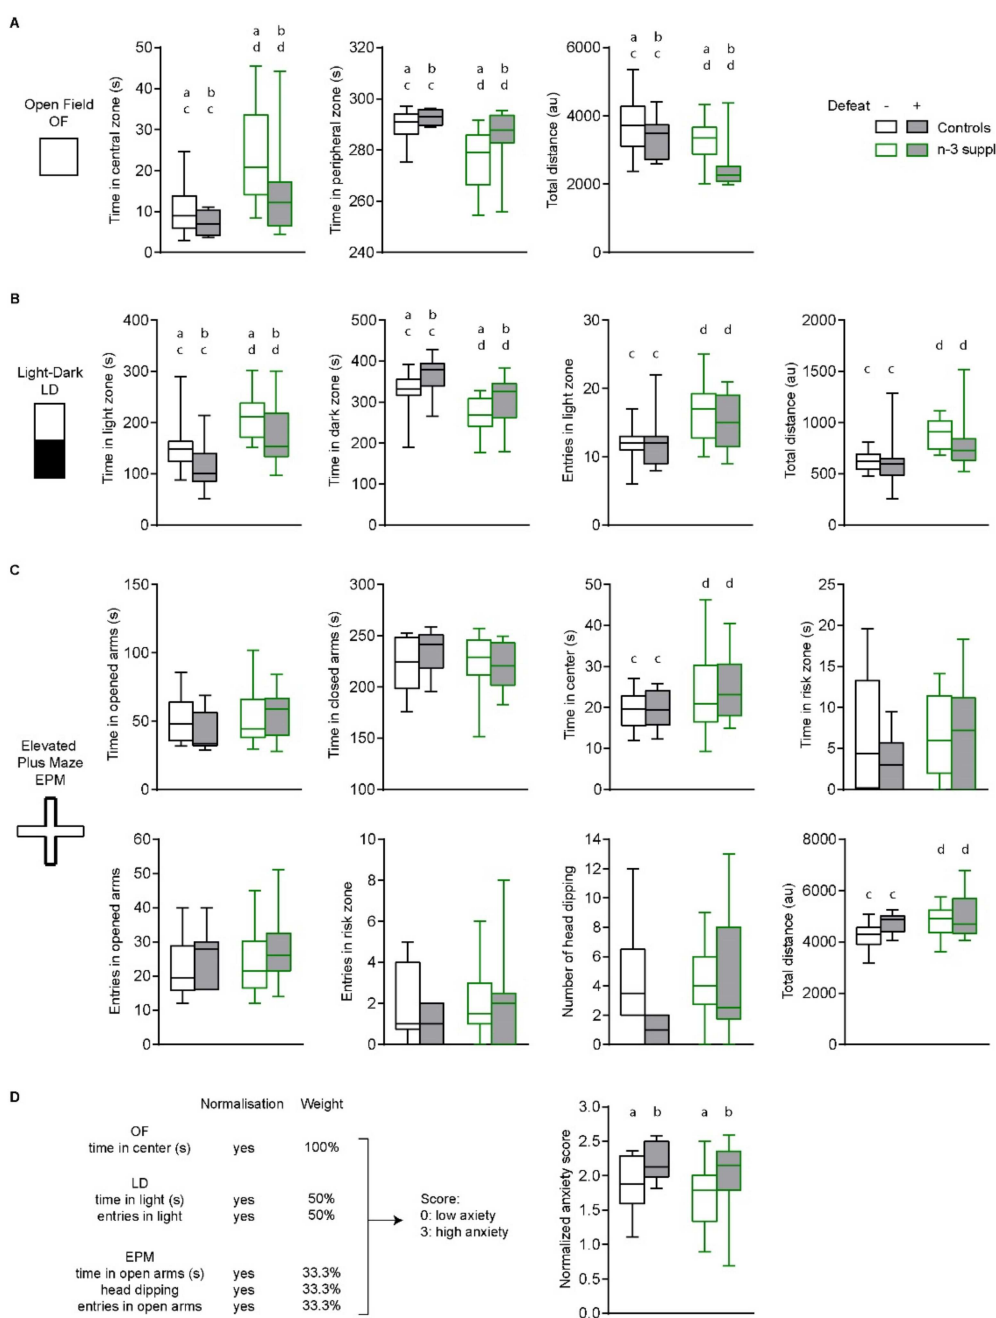 A
Open Field
OF
Time in central zone (s)
50
40
30
20
10
0
a b
c c
a b
d d
Time in peripheral zone (s)
320
300
280
260
240
a b
c c
a b
d d
Total distance (au)
6000
4000
2000
0
a b
c c
a b
d d
Defeat - +
Controls
n-3 suppl
B
Light-Dark
LD
Time in light zone (s)
400
300
200
100
0
a b
c c
a b
d d
Time in dark zone (s)
500
400
300
200
100
0
a b
c c
a b
d d
Entries in light zone
30
20
10
0
c c
d d
Total distance (au)
2000
1500
1000
500
0
c c
d d
C
Elevated
Plus Maze
EPM
Time in opened arms (s)
150
100
50
0
Time in closed arms (s)
300
250
200
150
100
Time in center (s)
50
40
30
20
10
0
c c
d d
Time in risk zone (s)
25
20
15
10
5
0
Entries in opened arms
60
50
40
30
20
10
0
Entries in risk zone
10
8
6
4
2
0
Number of head dipping
14
12
10
8
6
4
2
0
Total distance (au)
8000
6000
4000
2000
0
c c
d d
D
Normalisation Weight
OF
time in center (s) yes 100%
LD
time in light (s) yes 50%
entries in light yes 50%
EPM
time in open arms (s) yes 33.3%
head dipping yes 33.3%
entries in open arms yes 33.3%
Score:
0: low axiety
3: high anxiety
Normalized anxiety score
3.0
2.5
2.0
1.5
1.0
0.5
0.0
a b
a b